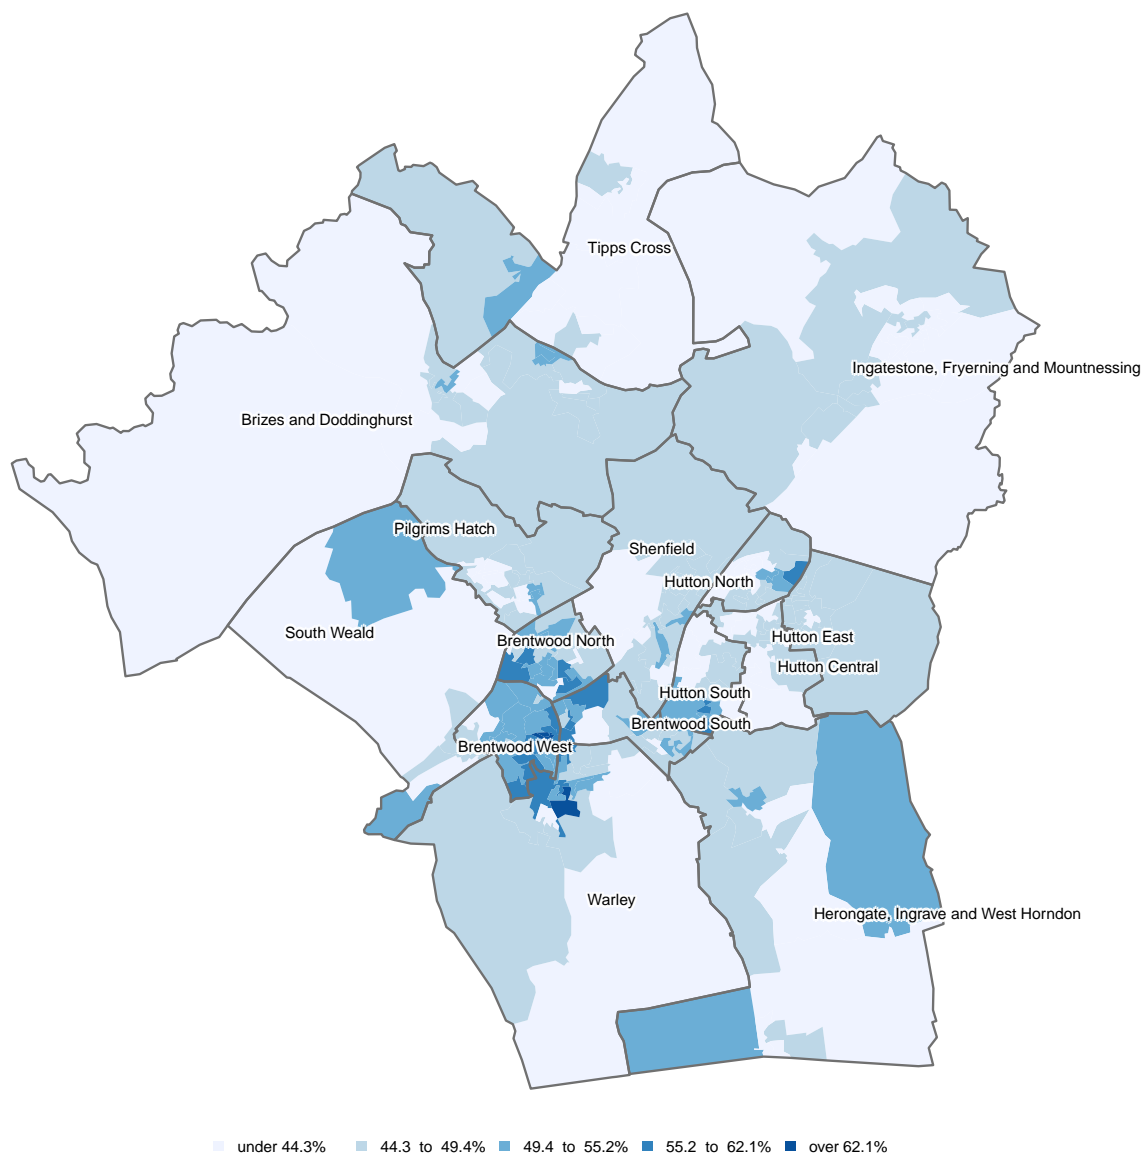 Tipps Cross
Ingatestone, Fryerning and Mountnessing
Brizes and Doddinghurst
Pilgrims Hatch
Shenfield
Hutton North
South Weald
Brentwood North
Hutton East
Hutton Central
Hutton South
Brentwood South
Brentwood West
Warley
Herongate, Ingrave and West Horndon
under 44.3% 44.3 to 49.4% 49.4 to 55.2% 55.2 to 62.1% over 62.1%